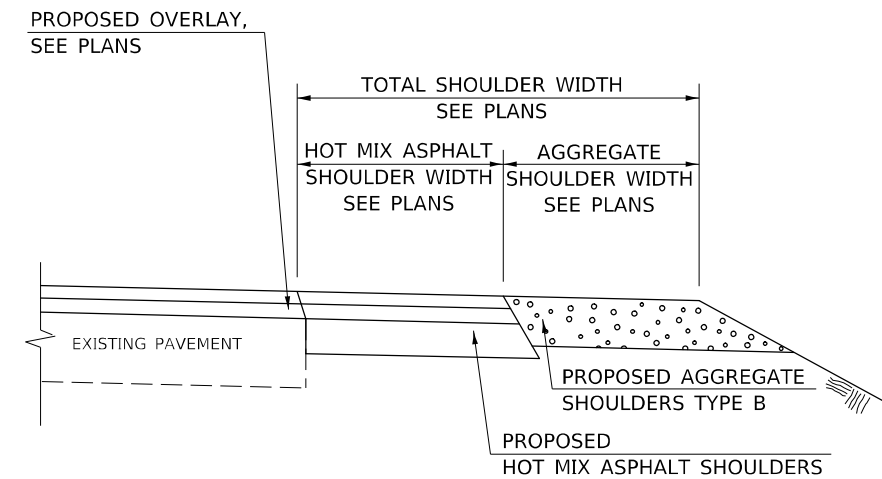 PROPOSED OVERLAY,
SEE PLANS
TOTAL SHOULDER WIDTH
SEE PLANS
HOT MIX ASPHALT
SHOULDER WIDTH
SEE PLANS
AGGREGATE
SHOULDER WIDTH
SEE PLANS
EXISTING PAVEMENT
PROPOSED AGGREGATE
SHOULDERS TYPE B
PROPOSED
HOT MIX ASPHALT SHOULDERS